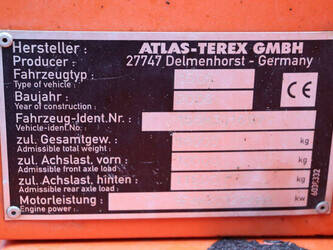 Hersteller : ATLAS-TEREX GMBH
Producer : 27747 Delmenhorst - Germany
Fahrzeugtyp :
Type of vehicle :
Baujahr :
Year of construction :
CE
Fahrzeug-Ident.Nr. :
Vehicle-ident.No. :
zul. Gesamtgew. : kg
Admissible total weight :
zul. Achslast, vorn : kg
Admissible front axle load :
zul. Achslast, hinten : kg
Admissible rear axle load :
Motorleistung : kw
Engine power :